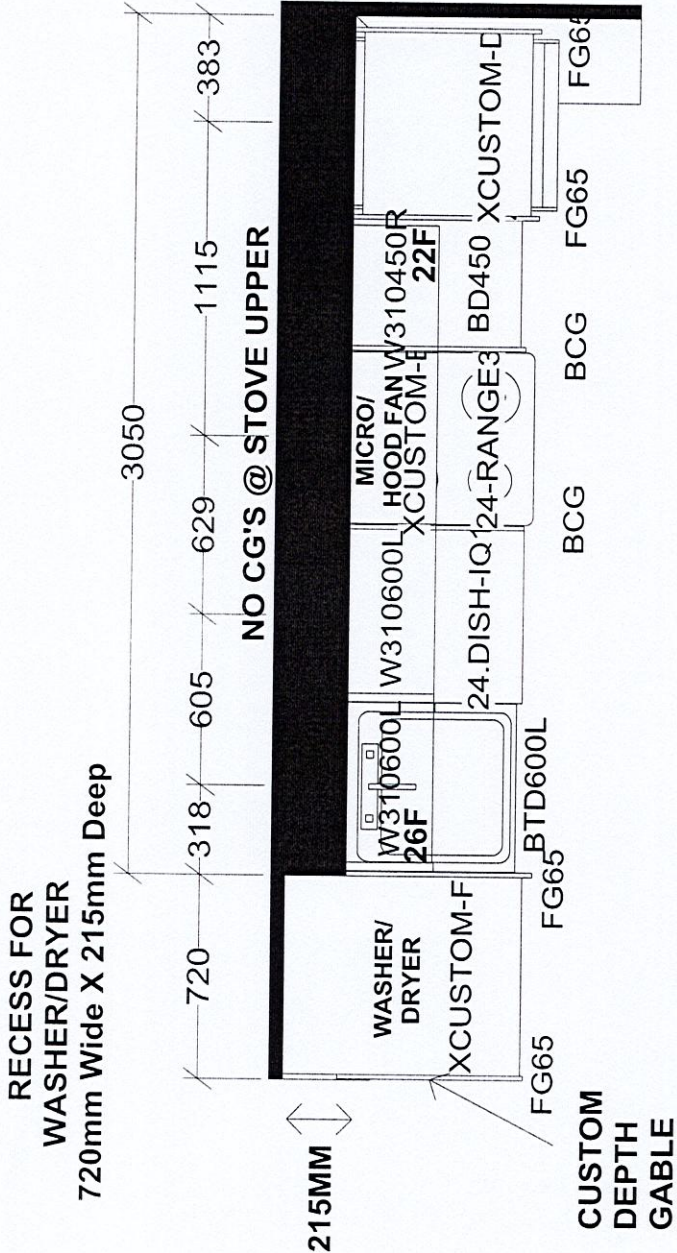 RECESS FOR
WASHER/DRYER
720mm Wide X 215mm Deep
3050
720
318
605
629
1115
383
NO CG'S @ STOVE UPPER
215MM
WASHER/
DRYER
XCUSTOM-F
W310600L
26F
W310600L
MICRO/
HOOD FAN
XCUSTOM-E
W310450R
22F
24.DISH-IQ1
24-RANGE3
BD450
XCUSTOM-D
BTD600L
FG65
FG65
BCG
BCG
FG65
FG65
CUSTOM
DEPTH
GABLE